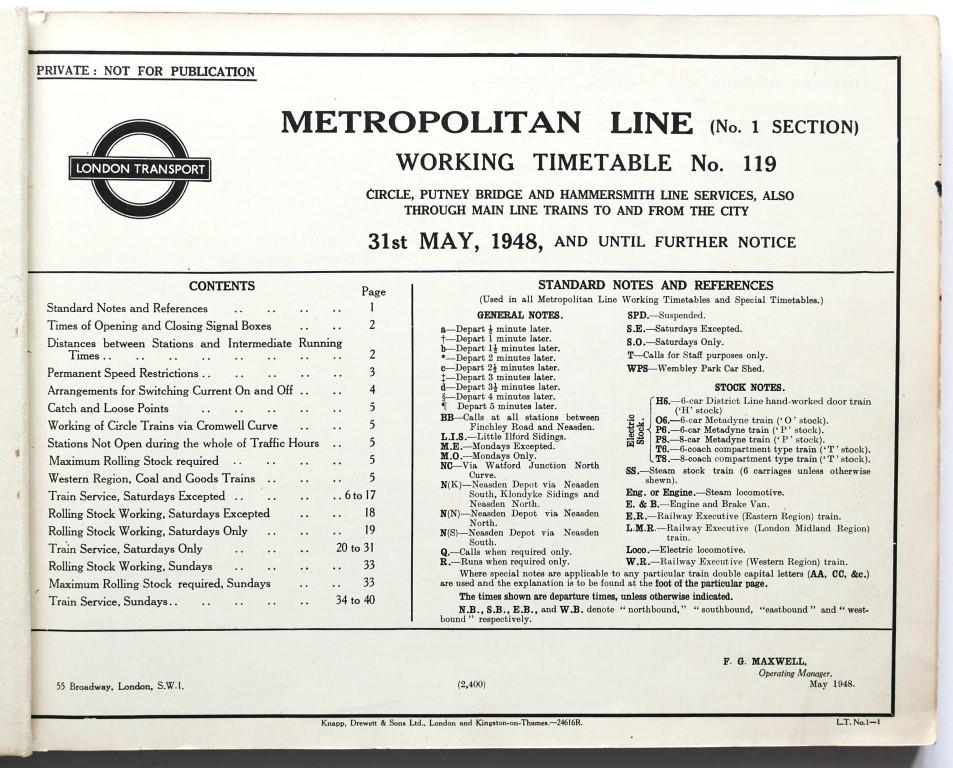 PRIVATE : NOT FOR PUBLICATION
LONDON TRANSPORT
METROPOLITAN LINE (No. 1 SECTION)
WORKING TIMETABLE No. 119
CIRCLE, PUTNEY BRIDGE AND HAMMERSMITH LINE SERVICES, ALSO
THROUGH MAIN LINE TRAINS TO AND FROM THE CITY
31st MAY, 1948, AND UNTIL FURTHER NOTICE
CONTENTS
Page
Standard Notes and References .. .. .. .. 1
Times of Opening and Closing Signal Boxes .. .. 2
Distances between Stations and Intermediate Running
Times .. .. .. .. .. .. .. .. 2
Permanent Speed Restrictions .. .. .. .. .. 3
Arrangements for Switching Current On and Off .. .. 4
Catch and Loose Points .. .. .. .. .. 5
Working of Circle Trains via Cromwell Curve .. .. 5
Stations Not Open during the whole of Traffic Hours .. 5
Maximum Rolling Stock required .. .. .. .. 5
Western Region, Coal and Goods Trains .. .. .. 5
Train Service, Saturdays Excepted .. .. .. .. 6 to 17
Rolling Stock Working, Saturdays Excepted .. .. 18
Rolling Stock Working, Saturdays Only .. .. .. 19
Train Service, Saturdays Only .. .. .. 20 to 31
Rolling Stock Working, Sundays .. .. .. 33
Maximum Rolling Stock required, Sundays .. .. 33
Train Service, Sundays .. .. .. .. .. 34 to 40
STANDARD NOTES AND REFERENCES
(Used in all Metropolitan Line Working Timetables and Special Timetables.)
GENERAL NOTES.
a—Depart ½ minute later.
†—Depart 1 minute later.
b—Depart 1½ minutes later.
*—Depart 2 minutes later.
c—Depart 2½ minutes later.
‡—Depart 3 minutes later.
d—Depart 3½ minutes later.
§—Depart 4 minutes later.
¶ Depart 5 minutes later.
BB—Calls at all stations between
Finchley Road and Neasden.
L.I.S.—Little Ilford Sidings.
M.E.—Mondays Excepted.
M.O.—Mondays Only.
NC—Via Watford Junction North
Curve.
N(K)—Neasden Depot via Neasden
South, Klondyke Sidings and
Neasden North.
N(N)—Neasden Depot via Neasden
North.
N(S)—Neasden Depot via Neasden
South.
Q.—Calls when required only.
R.—Runs when required only.
SPD.—Suspended.
S.E.—Saturdays Excepted.
S.O.—Saturdays Only.
T—Calls for Staff purposes only.
WPS—Wembley Park Car Shed.
STOCK NOTES.
Electric Stock.
H6.—6-car District Line hand-worked door train
('H' stock)
O6.—6-car Metadyne train ('O' stock).
P6.—6-car Metadyne train ('P' stock).
P8.—8-car Metadyne train ('P' stock).
T6.—6-coach compartment type train ('T' stock).
T8.—8-coach compartment type train ('T' stock).
SS.—Steam stock train (6 carriages unless otherwise
shewn).
Eng. or Engine.—Steam locomotive.
E. & B.—Engine and Brake Van.
E.R.—Railway Executive (Eastern Region) train.
L.M.R.—Railway Executive (London Midland Region)
train.
Loco.—Electric locomotive.
W.R.—Railway Executive (Western Region) train.
Where special notes are applicable to any particular train double capital letters (AA, CC, &c.)
are used and the explanation is to be found at the foot of the particular page.
The times shown are departure times, unless otherwise indicated.
N.B., S.B., E.B., and W.B. denote "northbound," "southbound, "eastbound" and "west-
bound" respectively.
F. G. MAXWELL,
Operating Manager.
55 Broadway, London, S.W.1.
(2,400)
May 1948.
Knapp, Drewett & Sons Ltd., London and Kingston-on-Thames.—24616R.
L.T. No.1—1